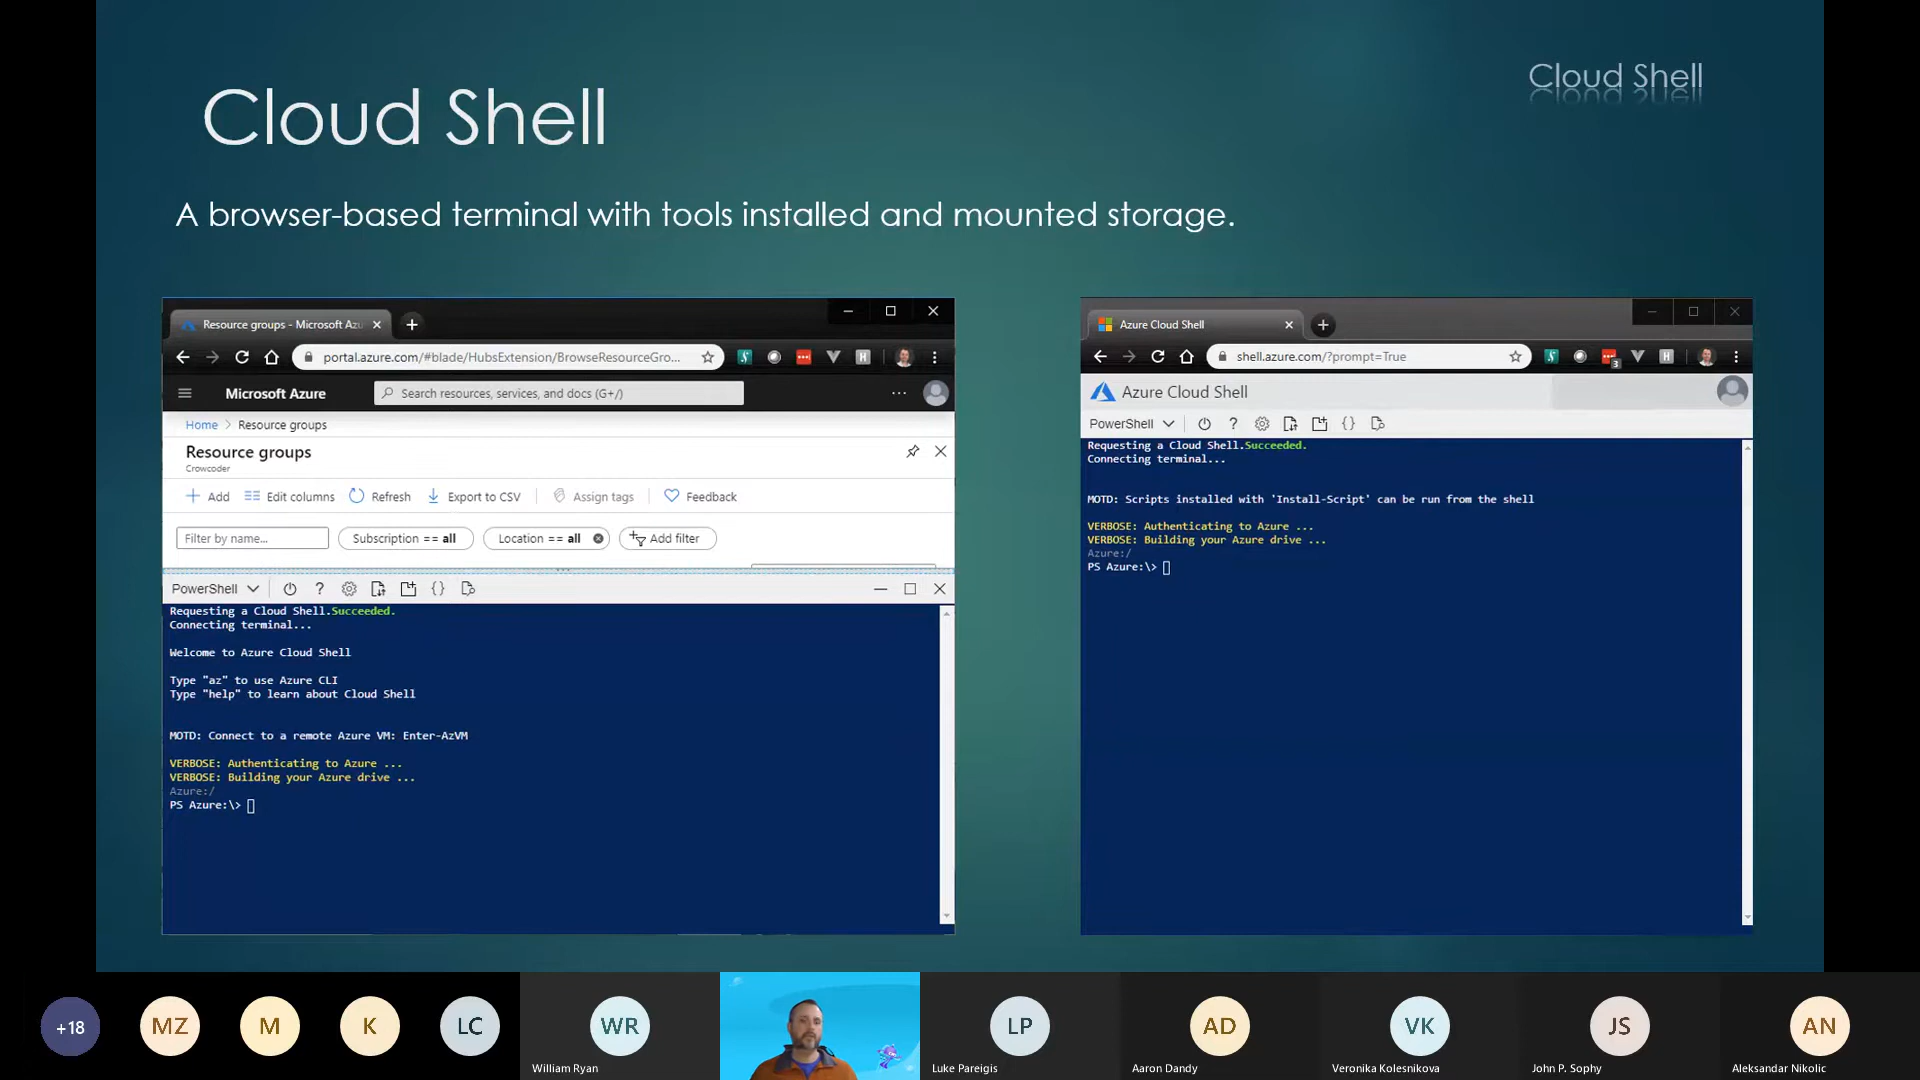 Cloud Shell
Cloud Shell
A browser-based terminal with tools installed and mounted storage.
Resource groups - Microsoft Azu
portal.azure.com/#blade/HubsExtension/BrowseResourceGro...
Microsoft Azure
Search resources, services, and docs (G+/)
Home > Resource groups
Resource groups
Crowcoder
Add
Edit columns
Refresh
Export to CSV
Assign tags
Feedback
Filter by name...
Subscription == all
Location == all
Add filter
PowerShell
Requesting a Cloud Shell.Succeeded.
Connecting terminal...
Welcome to Azure Cloud Shell
Type "az" to use Azure CLI
Type "help" to learn about Cloud Shell
MOTD: Connect to a remote Azure VM: Enter-AzVM
VERBOSE: Authenticating to Azure ...
VERBOSE: Building your Azure drive ...
Azure:/
PS Azure:\>
Azure Cloud Shell
shell.azure.com/?prompt=True
3
Azure Cloud Shell
PowerShell
Requesting a Cloud Shell.Succeeded.
Connecting terminal...
MOTD: Scripts installed with 'Install-Script' can be run from the shell
VERBOSE: Authenticating to Azure ...
VERBOSE: Building your Azure drive ...
Azure:/
PS Azure:\>
+18
MZ
M
K
LC
WR
William Ryan
LP
Luke Pareigis
AD
Aaron Dandy
VK
Veronika Kolesnikova
JS
John P. Sophy
AN
Aleksandar Nikolic